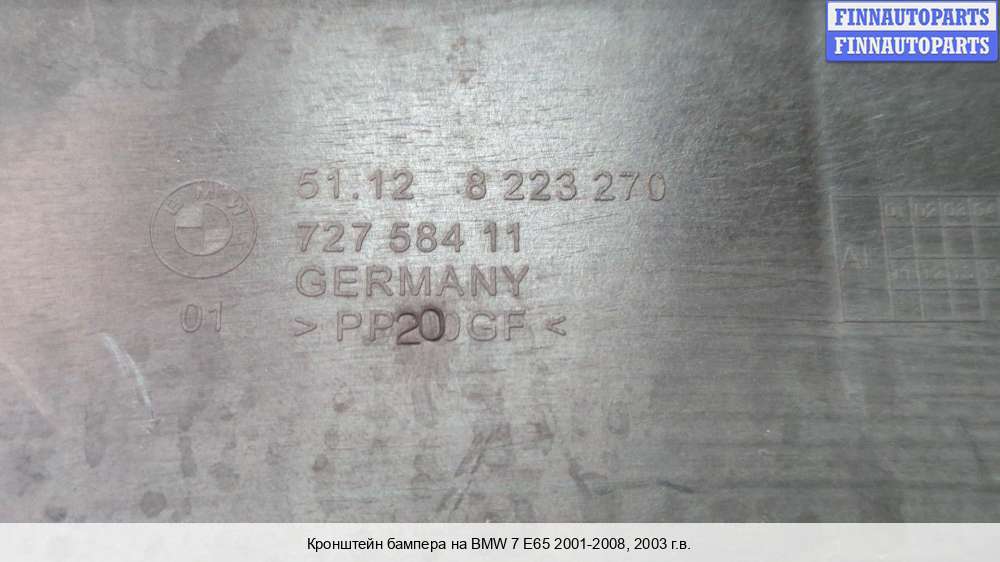 FINNAUTOPARTS
FINNAUTOPARTS
51.12 8 223 270
BMW
727 584 11
GERMANY
01
Кронштейн бампера на BMW 7 E65 2001-2008, 2003 г.в.